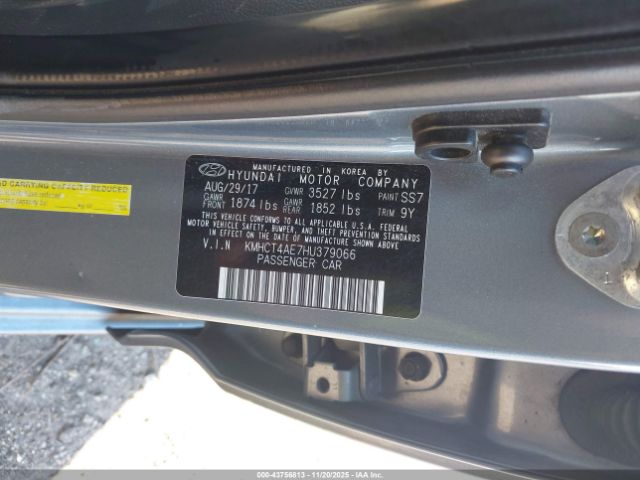 MANUFACTURED IN KOREA BY
HYUNDAI MOTOR COMPANY
AUG/29/17 GVWR 3527 lbs PAINT SS7
GAWR FRONT 1874 lbs GAWR REAR 1852 lbs TRIM 9Y
THIS VEHICLE CONFORMS TO ALL APPLICABLE U.S.A. FEDERAL
MOTOR VEHICLE SAFETY, BUMPER, AND THEFT PREVENTION
STANDARDS IN EFFECT ON THE DATE OF MANUFACTURE SHOWN ABOVE.
V.I.N KMHCT4AE7HU379066
PASSENGER CAR
CARRYING CAPACITY REDUCED
000-43756813 - 11/20/2025 - IAAI.COM